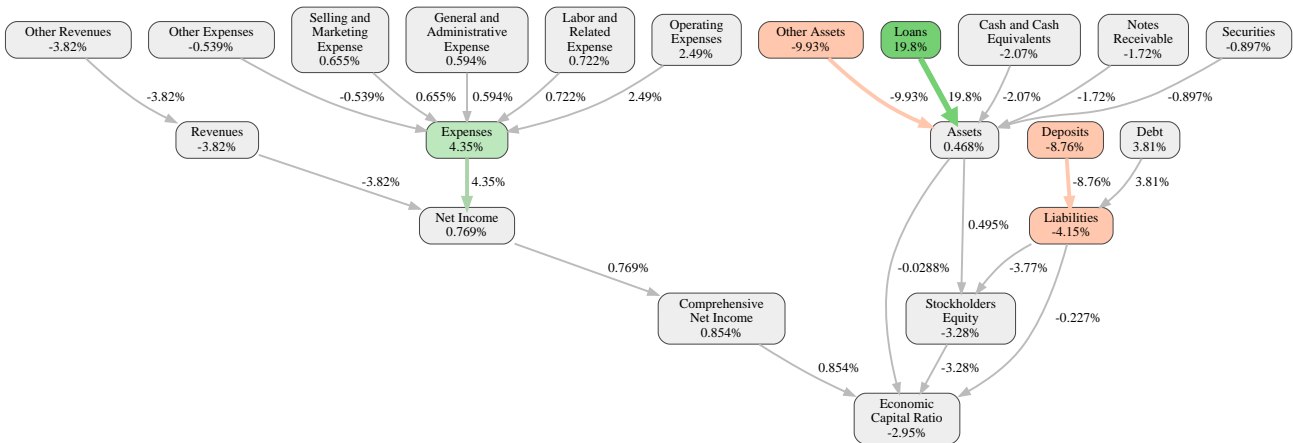 Other Revenues
-3.82%
Other Expenses
-0.539%
Selling and
Marketing
Expense
0.655%
General and
Administrative
Expense
0.594%
Labor and
Related
Expense
0.722%
Operating
Expenses
2.49%
Other Assets
-9.93%
Loans
19.8%
Cash and Cash
Equivalents
-2.07%
Notes
Receivable
-1.72%
Securities
-0.897%
-3.82%
-0.539%
0.655%
0.594%
0.722%
2.49%
-9.93%
19.8%
-2.07%
-1.72%
-0.897%
Revenues
-3.82%
Expenses
4.35%
Assets
0.468%
Deposits
-8.76%
Debt
3.81%
-3.82%
4.35%
-8.76%
3.81%
Net Income
0.769%
Liabilities
-4.15%
0.495%
0.769%
-0.0288%
-3.77%
Comprehensive
Net Income
0.854%
Stockholders
Equity
-3.28%
-0.227%
0.854%
-3.28%
Economic
Capital Ratio
-2.95%